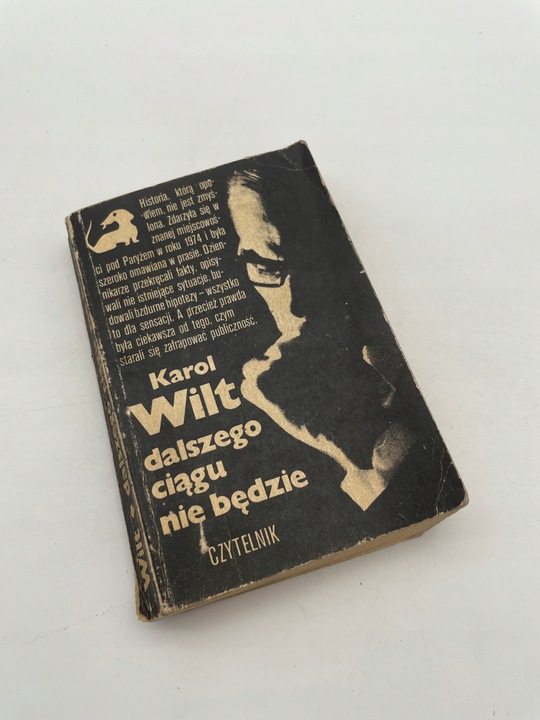 Historia, którą opo-
-wiem, nie jest zmyś-
lona. Zdarzyła się w
znanej miejscowoś-
ci pod Paryżem w roku 1974 i była
szeroko omawiana w prasie. Dzien-
nikarze przekręcali fakty, opisy-
wali nie istniejące sytuacje, bu-
dowali bzdurne hipotezy – wszystko
to dla sensacji. A przecież prawda
była ciekawsza od tego, czym
starali się zafrapować publiczność.
Karol
Wilt
dalszego
ciągu
nie będzie
CZYTELNIK
Wilt